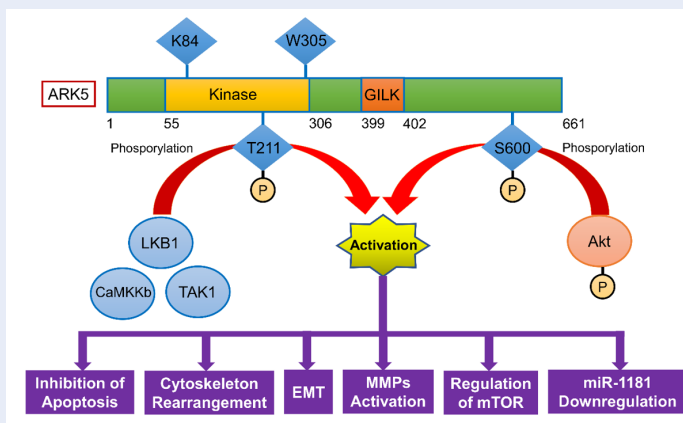 K84
W305
ARK5
Kinase
GILK
1
55
306
399
402
661
Phosporylation
T211
S600
Phosporylation
P
P
LKB1
Activation
Akt
CaMKKb
TAK1
P
Inhibition of
Apoptosis
Cytoskeleton
Rearrangement
EMT
MMPs
Activation
Regulation
of mTOR
miR-1181
Downregulation